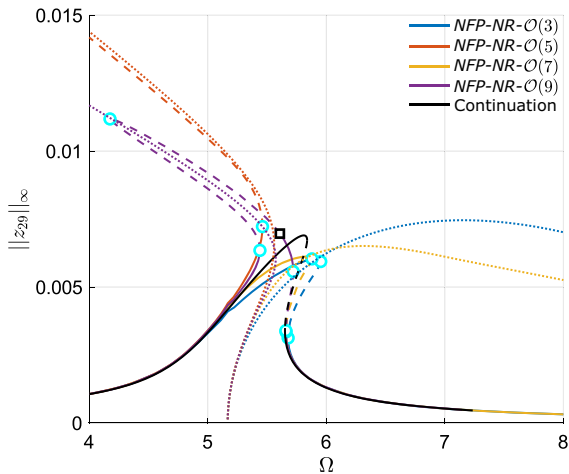 0.015
0.01
0.005
0
4
5
6
7
8
Ω
||z₂₉||∞
NFP-NR-𝒪(3)
NFP-NR-𝒪(5)
NFP-NR-𝒪(7)
NFP-NR-𝒪(9)
Continuation